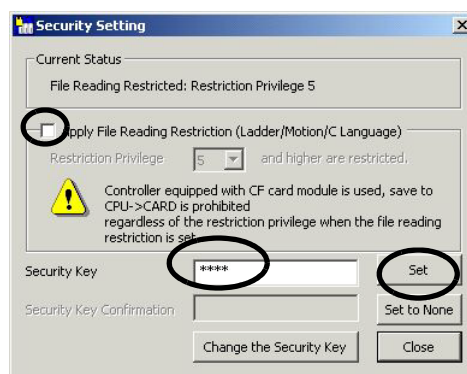 Security Setting
Current Status
File Reading Restricted: Restriction Privilege 5
Apply File Reading Restriction (Ladder/Motion/C Language)
Restriction Privilege 5 and higher are restricted.
Controller equipped with CF card module is used, save to
CPU->CARD is prohibited
regardless of the restriction privilege when the file reading
restriction is set
Security Key **** Set
Security Key Confirmation Set to None
Change the Security Key Close